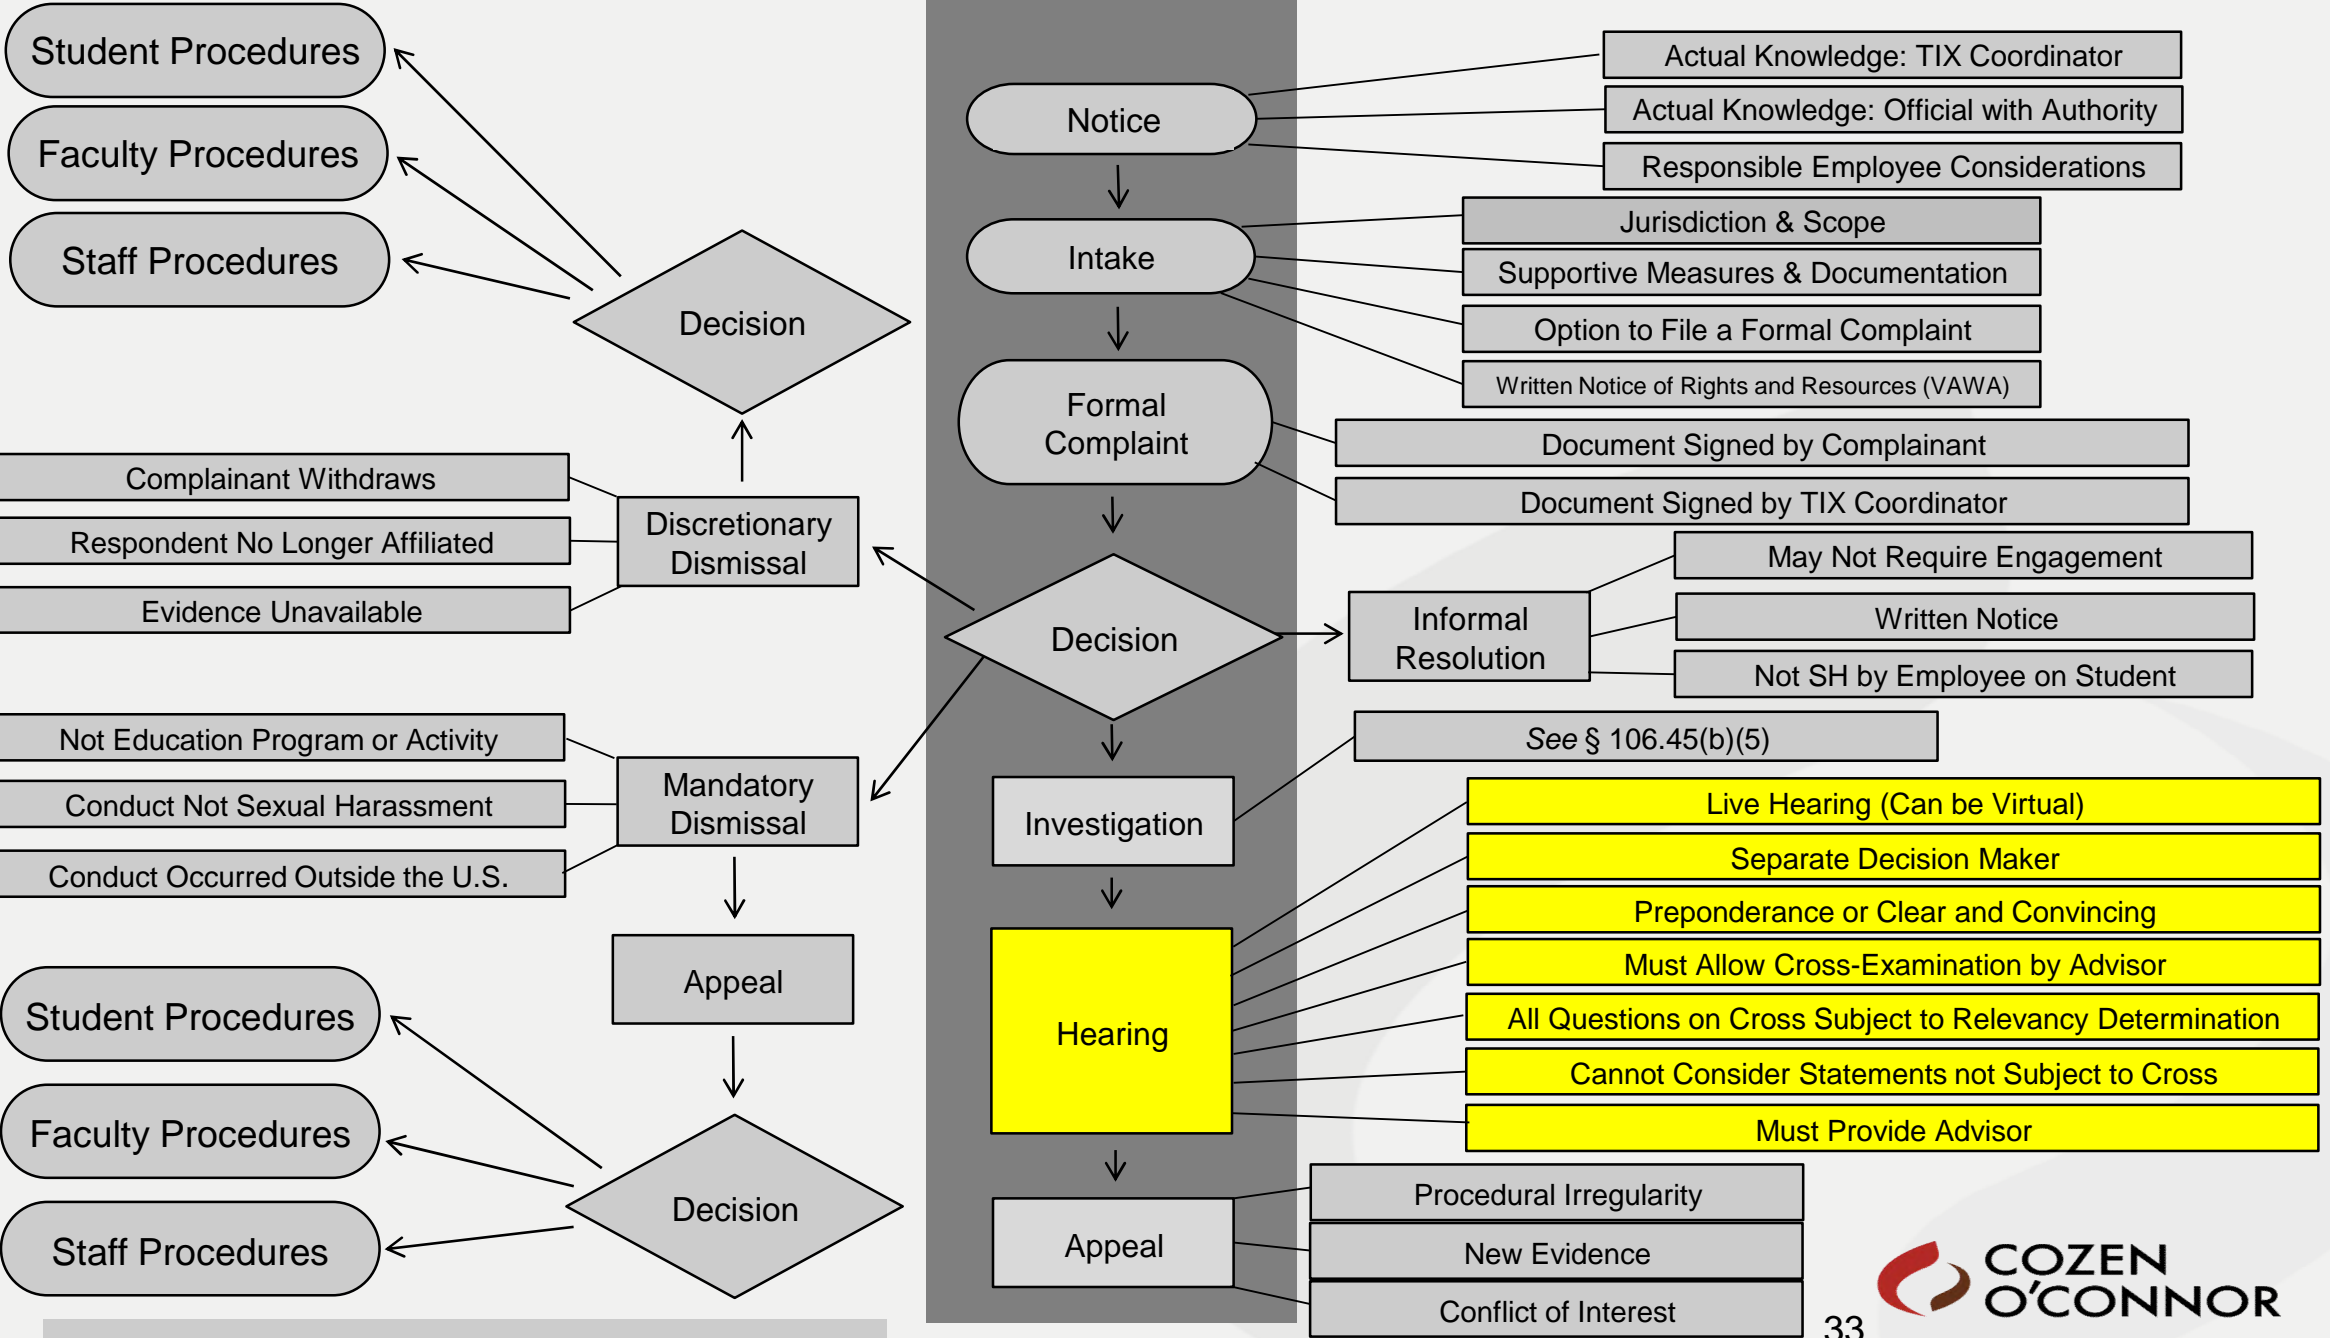 Student Procedures
Faculty Procedures
Staff Procedures
Decision
Complainant Withdraws
Respondent No Longer Affiliated
Evidence Unavailable
Discretionary
Dismissal
Not Education Program or Activity
Conduct Not Sexual Harassment
Conduct Occurred Outside the U.S.
Mandatory
Dismissal
Appeal
Student Procedures
Faculty Procedures
Staff Procedures
Decision
Notice
Actual Knowledge: TIX Coordinator
Actual Knowledge: Official with Authority
Responsible Employee Considerations
Intake
Jurisdiction & Scope
Supportive Measures & Documentation
Option to File a Formal Complaint
Written Notice of Rights and Resources (VAWA)
Formal
Complaint
Document Signed by Complainant
Document Signed by TIX Coordinator
Decision
Informal
Resolution
May Not Require Engagement
Written Notice
Not SH by Employee on Student
Investigation
See § 106.45(b)(5)
Hearing
Live Hearing (Can be Virtual)
Separate Decision Maker
Preponderance or Clear and Convincing
Must Allow Cross-Examination by Advisor
All Questions on Cross Subject to Relevancy Determination
Cannot Consider Statements not Subject to Cross
Must Provide Advisor
Appeal
Procedural Irregularity
New Evidence
Conflict of Interest
COZEN
O'CONNOR
33